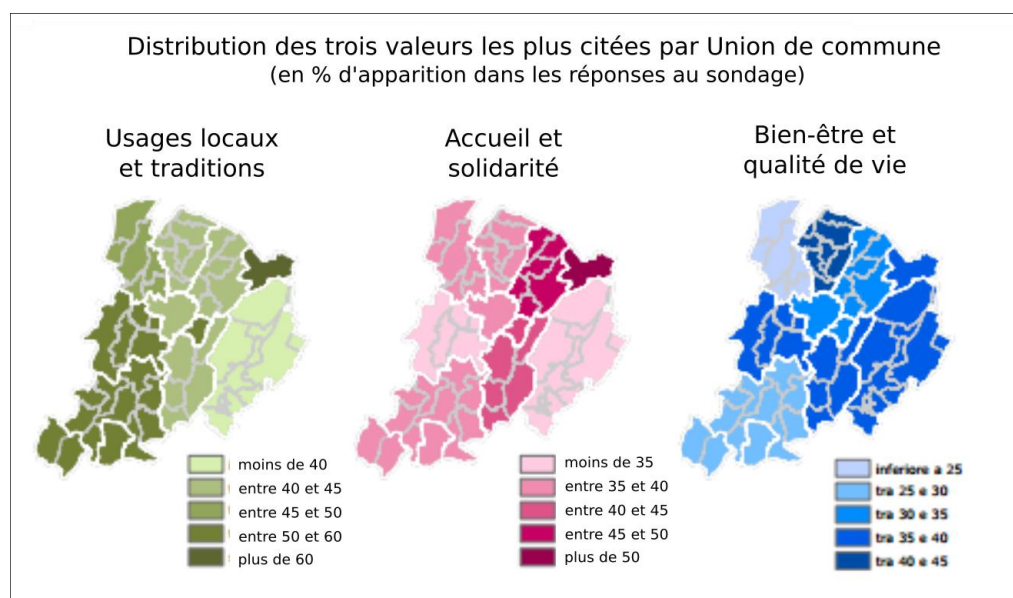 Distribution des trois valeurs les plus citées par Union de commune
(en % d'apparition dans les réponses au sondage)
Usages locaux
et traditions
Accueil et
solidarité
Bien-être et
qualité de vie
moins de 40
entre 40 et 45
entre 45 et 50
entre 50 et 60
plus de 60
moins de 35
entre 35 et 40
entre 40 et 45
entre 45 et 50
plus de 50
inferiore a 25
tra 25 e 30
tra 30 e 35
tra 35 e 40
tra 40 e 45